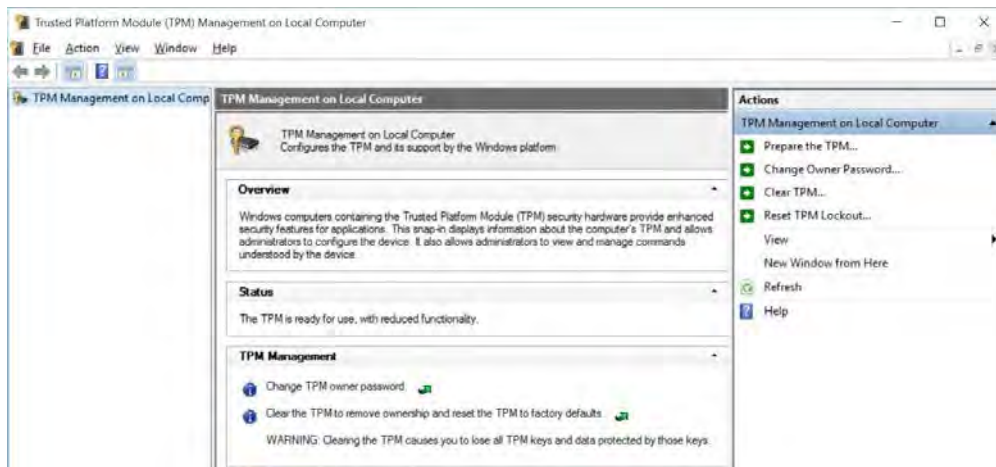 Trusted Platform Module (TPM) Management on Local Computer
File Action View Window Help
TPM Management on Local Comp
TPM Management on Local Computer
TPM Management on Local Computer
Configures the TPM and its support by the Windows platform
Overview
Windows computers containing the Trusted Platform Module (TPM) security hardware provide enhanced
security features for applications. This snap-in displays information about the computer's TPM and allows
administrators to configure the device. It also allows administrators to view and manage commands
understood by the device.
Status
The TPM is ready for use, with reduced functionality.
TPM Management
Change TPM owner password
Clear the TPM to remove ownership and reset the TPM to factory defaults
WARNING: Clearing the TPM causes you to lose all TPM keys and data protected by those keys.
Actions
TPM Management on Local Computer
Prepare the TPM...
Change Owner Password...
Clear TPM...
Reset TPM Lockout...
View
New Window from Here
Refresh
Help